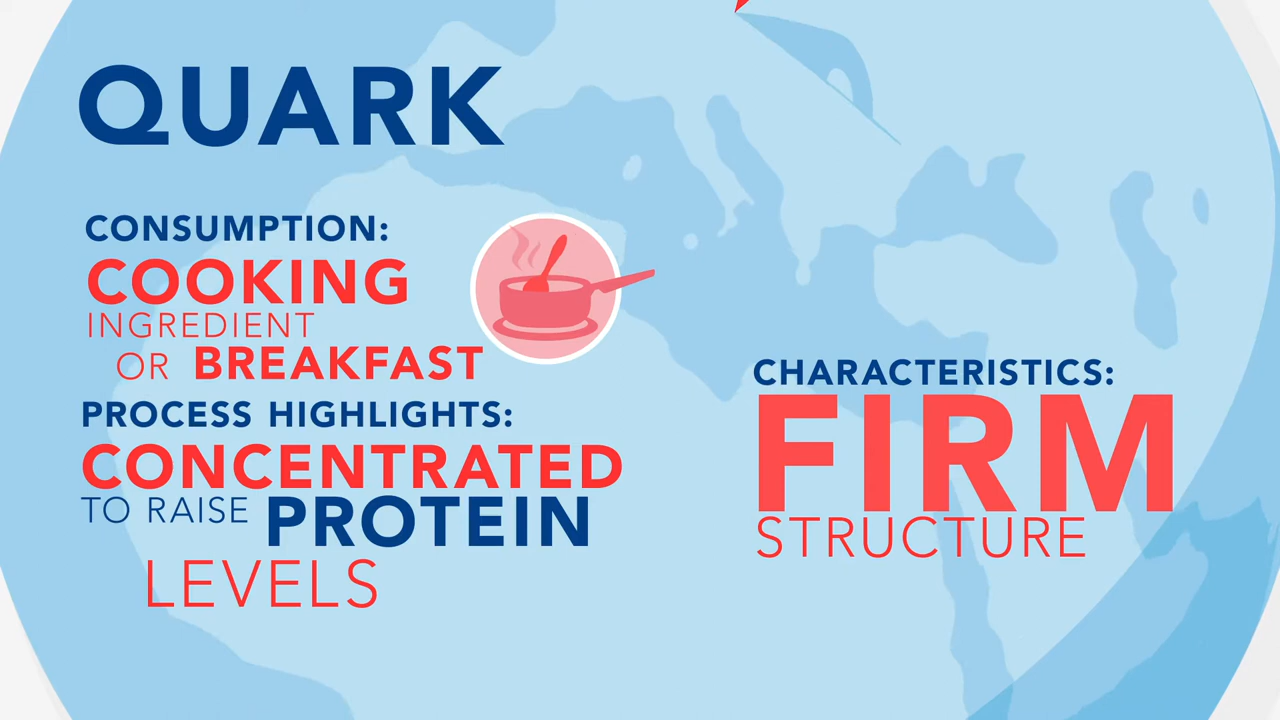 QUARK
CONSUMPTION:
COOKING
INGREDIENT
OR BREAKFAST
PROCESS HIGHLIGHTS:
CONCENTRATED
TO RAISE PROTEIN
LEVELS
CHARACTERISTICS:
FIRM
STRUCTURE